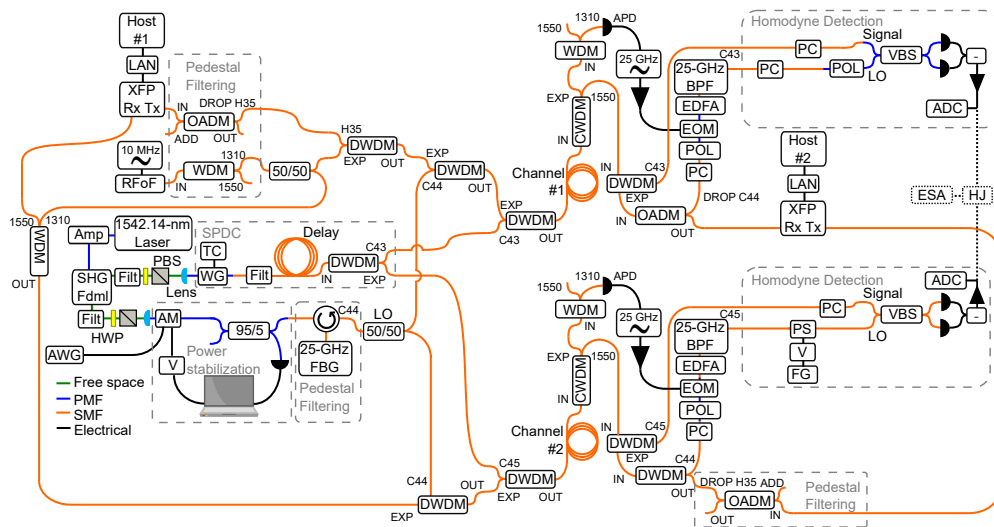 Host
#1
LAN
XFP
Rx Tx
Pedestal
Filtering
IN
DROP H35
OADM
ADD
OUT
10 MHz
RFoF
IN
WDM
1310
1550
50/50
H35
DWDM
EXP
OUT
EXP
DWDM
C44
OUT
EXP
DWDM
C43
OUT
1550
1310
WDM
OUT
Amp
1542.14-nm
Laser
SHG
Fdml
Filt
PBS
Lens
SPDC
TC
WG
Filt
Delay
IN
DWDM
C43
EXP
Filt
HWP
AM
95/5
AWG
V
Power
stabilization
C44
25-GHz
FBG
Pedestal
Filtering
LO
50/50
Free space
PMF
SMF
Electrical
EXP
DWDM
OUT
C45
DWDM
EXP
OUT
1550
1310
APD
WDM
IN
25 GHz
EXP
1550
CWDM
IN
Channel
#1
IN
C43
DWDM
EXP
IN
OADM
OUT
DROP C44
C43
25-GHz
BPF
EDFA
EOM
POL
PC
Homodyne Detection
Signal
PC
PC
POL
LO
VBS
-
ADC
Host
#2
LAN
XFP
Rx Tx
ESA
HJ
1550
1310
APD
WDM
IN
25 GHz
EXP
1550
CWDM
IN
Channel
#2
IN
C45
DWDM
EXP
IN
C44
DWDM
OUT
C45
25-GHz
BPF
EDFA
EOM
POL
PC
Homodyne Detection
ADC
Signal
PC
PS
LO
VBS
-
V
FG
DROP H35
ADD
OADM
OUT
IN
Pedestal
Filtering